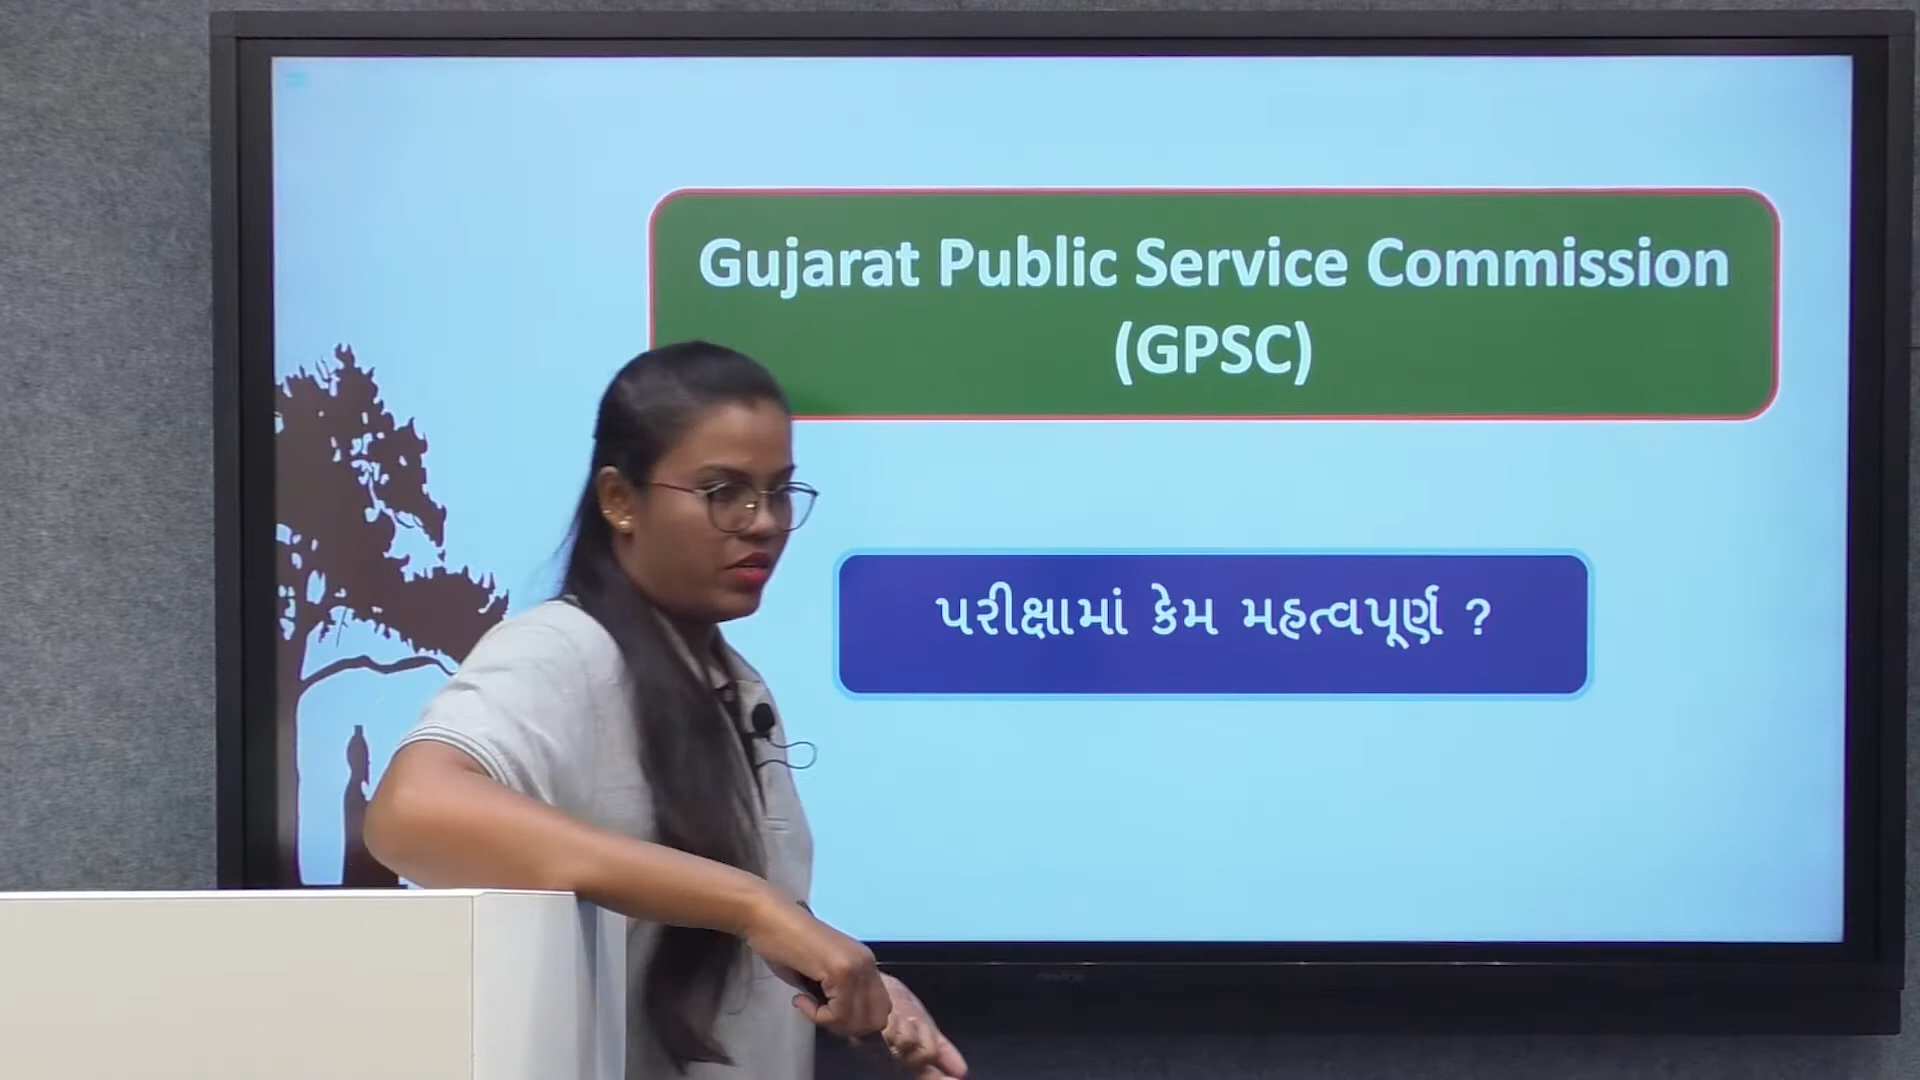 Gujarat Public Service Commission
(GPSC)
પરીક્ષામાં કેમ મહત્વપૂર્ણ ?